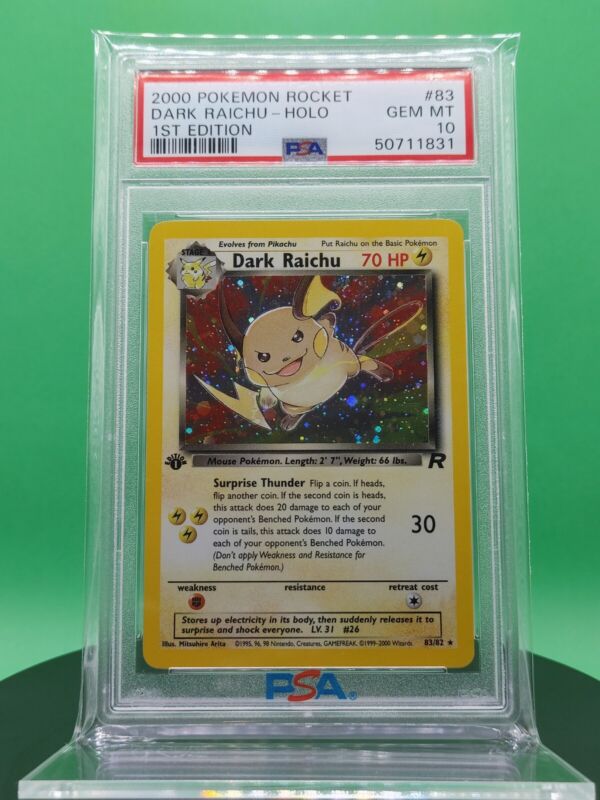 2000 POKEMON ROCKET #83
DARK RAICHU - HOLO GEM MT
1ST EDITION 10
PSA 50711831
Evolves from Pikachu Put Raichu on the Basic Pokémon
STAGE 1
Dark Raichu 70 HP
Mouse Pokémon. Length: 2' 7", Weight: 66 lbs.
EDITION 1
R
Surprise Thunder Flip a coin. If heads,
flip another coin. If the second coin is heads,
this attack does 20 damage to each of your
opponent's Benched Pokémon. If the second
coin is tails, this attack does 10 damage to
each of your opponent's Benched Pokémon.
(Don't apply Weakness and Resistance for
Benched Pokémon.)
30
weakness resistance retreat cost
Stores up electricity in its body, then suddenly releases it to
surprise and shock everyone. LV. 31 #26
Illus. Mitsuhiro Arita ©1995, 96, 98 Nintendo, Creatures, GAMEFREAK. ©1999-2000 Wizards. 83/82 ★
PSA®